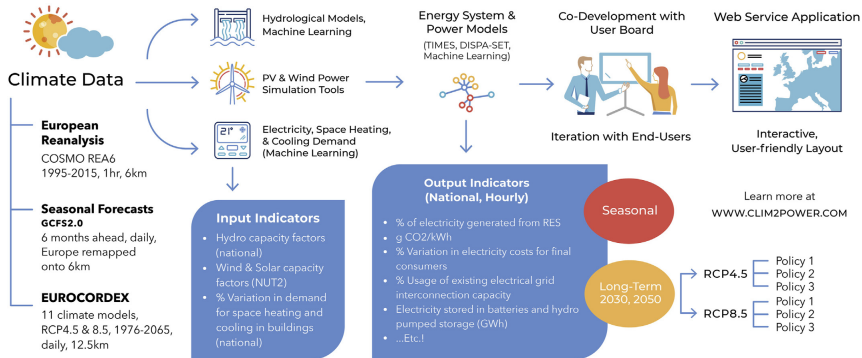 Climate Data
European
Reanalysis
COSMO REA6
1995-2015, 1hr, 6km
Seasonal Forecasts
GCFS2.0
6 months ahead, daily,
Europe remapped
onto 6km
EUROCORDEX
11 climate models,
RCP4.5 & 8.5, 1976-2065,
daily, 12.5km
Hydrological Models,
Machine Learning
PV & Wind Power
Simulation Tools
21°
Electricity, Space Heating,
& Cooling Demand
(Machine Learning)
Input Indicators
• Hydro capacity factors
(national)
• Wind & Solar capacity
factors (NUT2)
• % Variation in demand
for space heating and
cooling in buildings
(national)
Energy System &
Power Models
(TIMES, DISPA-SET,
Machine Learning)
Output Indicators
(National, Hourly)
• % of electricity generated from RES
• g CO2/kWh
• % Variation in electricity costs for final
consumers
• % Usage of existing electrical grid
interconnection capacity
• Electricity stored in batteries and hydro
pumped storage (GWh)
• ...Etc.!
Co-Development with
User Board
Iteration with End-Users
Web Service Application
Interactive,
User-friendly Layout
Learn more at
WWW.CLIM2POWER.COM
Seasonal
Long-Term
2030, 2050
RCP4.5
Policy 1
Policy 2
Policy 3
RCP8.5
Policy 1
Policy 2
Policy 3